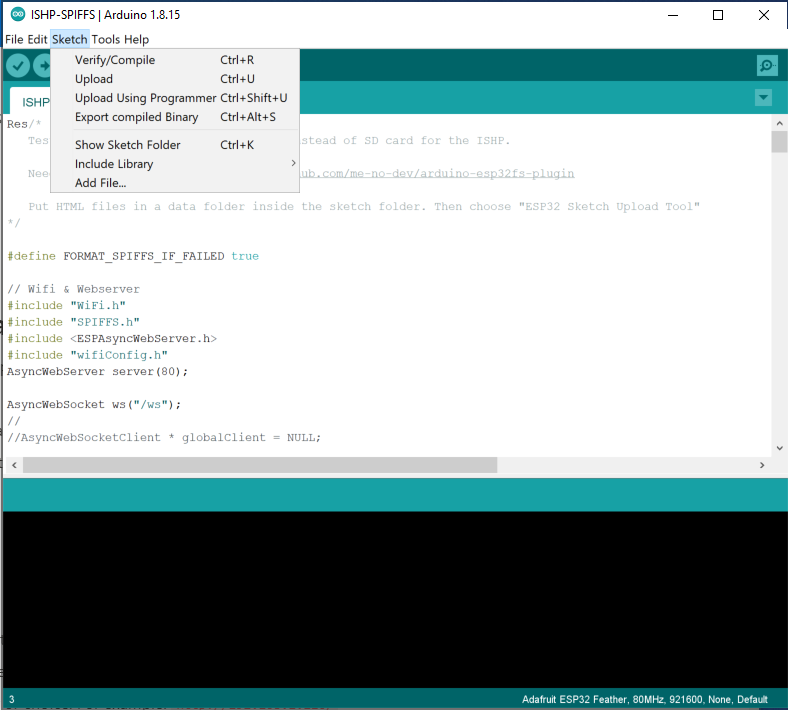 ISHP-SPIFFS | Arduino 1.8.15
File Edit Sketch Tools Help
Verify/Compile Ctrl+R
Upload Ctrl+U
Upload Using Programmer Ctrl+Shift+U
Export compiled Binary Ctrl+Alt+S
Show Sketch Folder Ctrl+K
Include Library
Add File...
ISHP
Res/*
Tes stead of SD card for the ISHP.
Nee ub.com/me-no-dev/arduino-esp32fs-plugin
Put HTML files in a data folder inside the sketch folder. Then choose "ESP32 Sketch Upload Tool"
*/
#define FORMAT_SPIFFS_IF_FAILED true
// Wifi & Webserver
#include "WiFi.h"
#include "SPIFFS.h"
#include <ESPAsyncWebServer.h>
#include "wifiConfig.h"
AsyncWebServer server(80);
AsyncWebSocket ws("/ws");
//
//AsyncWebSocketClient * globalClient = NULL;
3 Adafruit ESP32 Feather, 80MHz, 921600, None, Default